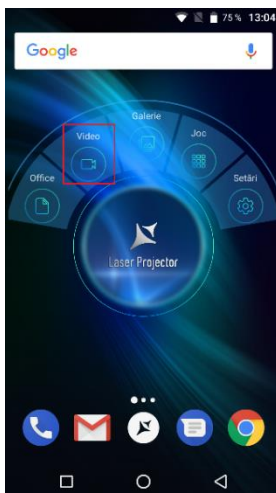 75% 13:04
Google
Galerie
Video
Joc
Office
Setări
Laser Projector